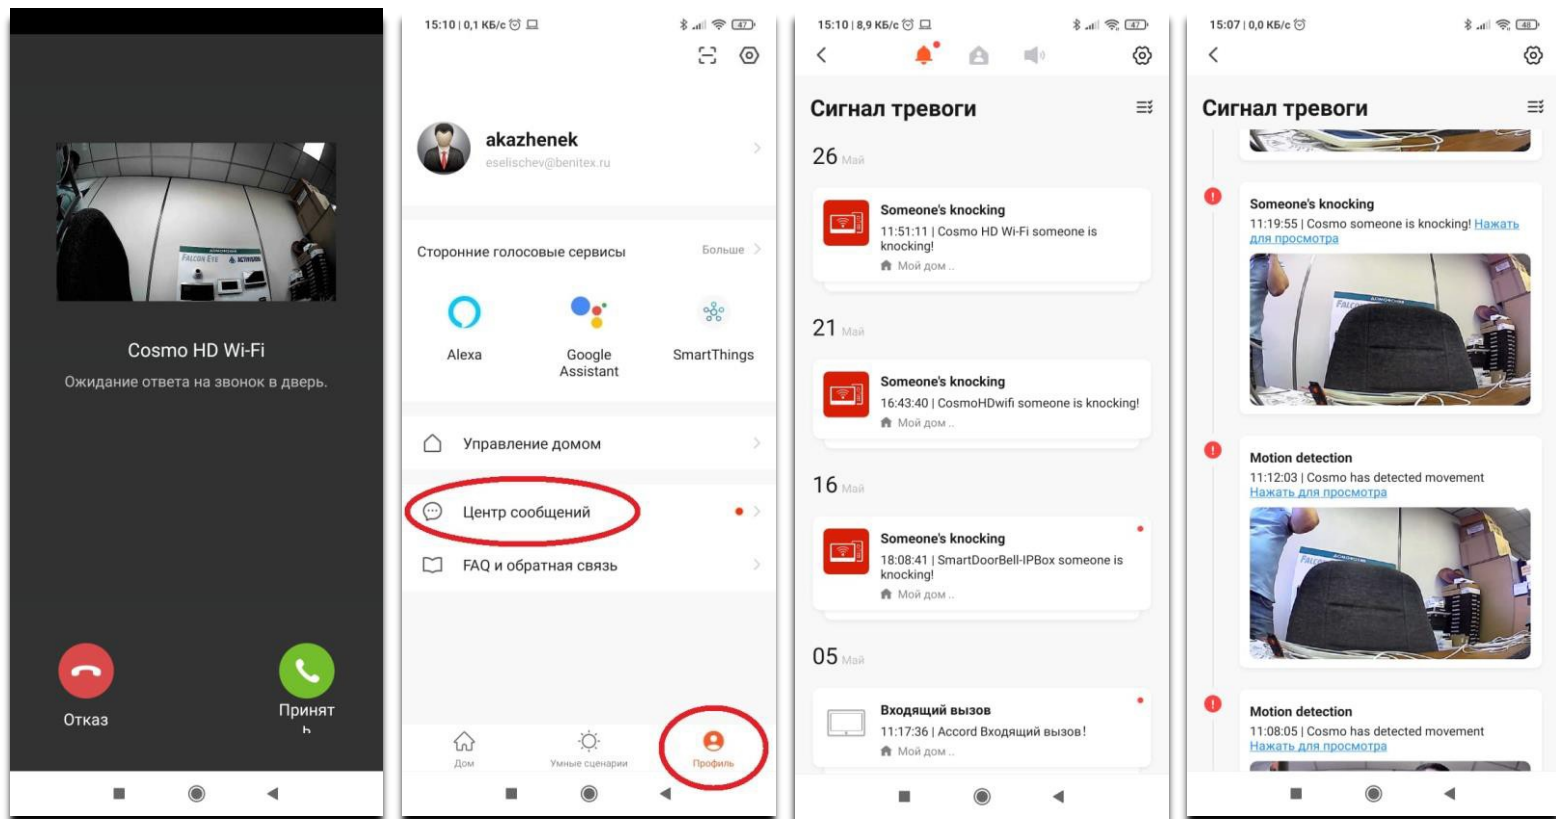 FALCON EYE
Cosmo HD Wi-Fi
Ожидание ответа на звонок в дверь.
Отказ
Принят
ь
15:10 | 0,1 КБ/с
47
akazhenek
eselischev@benitex.ru
Сторонние голосовые сервисы
Больше
Alexa
Google
Assistant
SmartThings
Управление домом
Центр сообщений
FAQ и обратная связь
Дом
Умные сценарии
Профиль
15:10 | 8,9 КБ/с
47
Сигнал тревоги
26 Май
Someone's knocking
11:51:11 | Cosmo HD Wi-Fi someone is
knocking!
Мой дом ..
21 Май
Someone's knocking
16:43:40 | CosmoHDwifi someone is knocking!
Мой дом ..
16 Май
Someone's knocking
18:08:41 | SmartDoorBell-IPBox someone is
knocking!
Мой дом ..
05 Май
Входящий вызов
11:17:36 | Accord Входящий вызов!
Мой дом ..
15:07 | 0,0 КБ/с
48
Сигнал тревоги
Someone's knocking
11:19:55 | Cosmo someone is knocking! Нажать
для просмотра
Motion detection
11:12:03 | Cosmo has detected movement
Нажать для просмотра
Motion detection
11:08:05 | Cosmo has detected movement
Нажать для просмотра